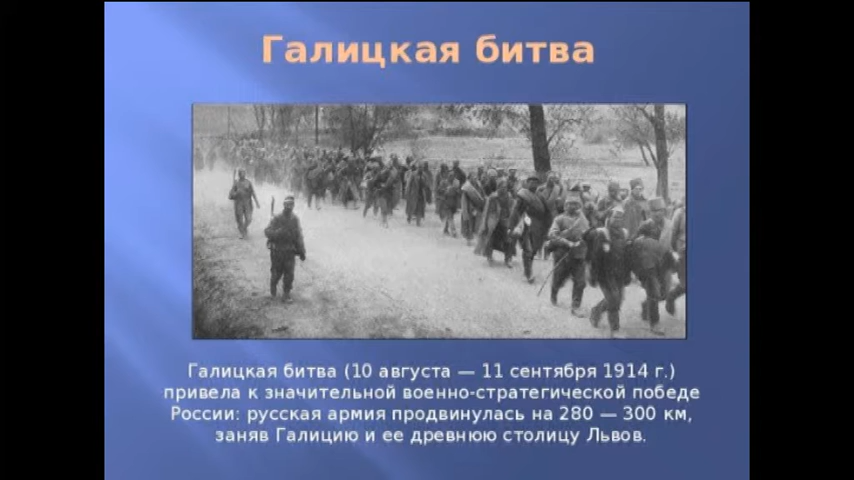 Галицкая битва
Галицкая битва (10 августа — 11 сентября 1914 г.)
привела к значительной военно-стратегической победе
России: русская армия продвинулась на 280 — 300 км,
заняв Галицию и ее древнюю столицу Львов.